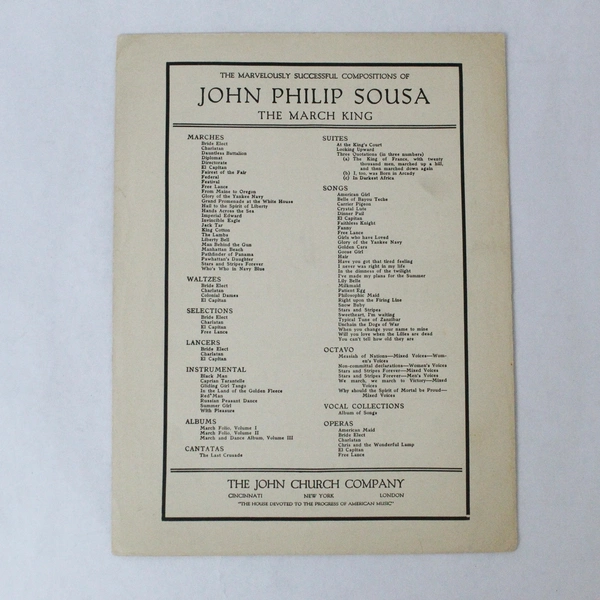 THE MARVELOUSLY SUCCESSFUL COMPOSITIONS OF
JOHN PHILIP SOUSA
THE MARCH KING
MARCHES
Bride Elect
Charlatan
Dauntless Battalion
Diplomat
Directorate
El Capitan
Fairest of the Fair
Federal
Festival
Free Lance
From Maine to Oregon
Glory of the Yankee Navy
Grand Promenade at the White House
Hail to the Spirit of Liberty
Hands Across the Sea
Imperial Edward
Invincible Eagle
Jack Tar
King Cotton
The Lambs
Liberty Bell
Man Behind the Gun
Manhattan Beach
Pathfinder of Panama
Powhattan's Daughter
Stars and Stripes Forever
Who's Who in Navy Blue
WALTZES
Bride Elect
Charlatan
Colonial Dames
El Capitan
SELECTIONS
Bride Elect
Charlatan
El Capitan
Free Lance
LANCERS
Bride Elect
Charlatan
El Capitan
INSTRUMENTAL
Black Man
Caprian Tarantelle
Gliding Girl Tango
In the Land of the Golden Fleece
Red Man
Russian Peasant Dance
Summer Girl
With Pleasure
ALBUMS
March Folio, Volume I
March Folio, Volume II
March and Dance Album, Volume III
CANTATAS
The Last Crusade
SUITES
At the King's Court
Looking Upward
Three Quotations (in three numbers)
(a) The King of France, with twenty
thousand men, marched up a hill,
and then marched down again
(b) I, too, was Born in Arcady
(c) In Darkest Africa
SONGS
American Girl
Belle of Bayou Teche
Carrier Pigeon
Crystal Lute
Dinner Pail
El Capitan
Faithless Knight
Fanny
Free Lance
Girls who have Loved
Glory of the Yankee Navy
Golden Cars
Goose Girl
Hair
Have you got that tired feeling
I never was right in my life
In the dimness of the twilight
I've made my plans for the Summer
Lily Bells
Milkmaid
Patient Egg
Philosophic Maid
Right upon the Firing Line
Snow Baby
Stars and Stripes
Sweetheart, I'm waiting
Typical Tune of Zanzibar
Unchain the Dogs of War
When you change your name to mine
Will you love when the Lilies are dead
You can't tell how old they are
OCTAVO
Messiah of Nations—Mixed Voices—Wom-
en's Voices
Non-committal declarations—Women's Voices
Stars and Stripes Forever—Mixed Voices
Stars and Stripes Forever—Men's Voices
We march, we march to Victory—Mixed
Voices
Why should the Spirit of Mortal be Proud—
Mixed Voices
VOCAL COLLECTIONS
Album of Songs
OPERAS
American Maid
Bride Elect
Charlatan
Chris and the Wonderful Lamp
El Capitan
Free Lance
THE JOHN CHURCH COMPANY
CINCINNATI NEW YORK LONDON
"THE HOUSE DEVOTED TO THE PROGRESS OF AMERICAN MUSIC"